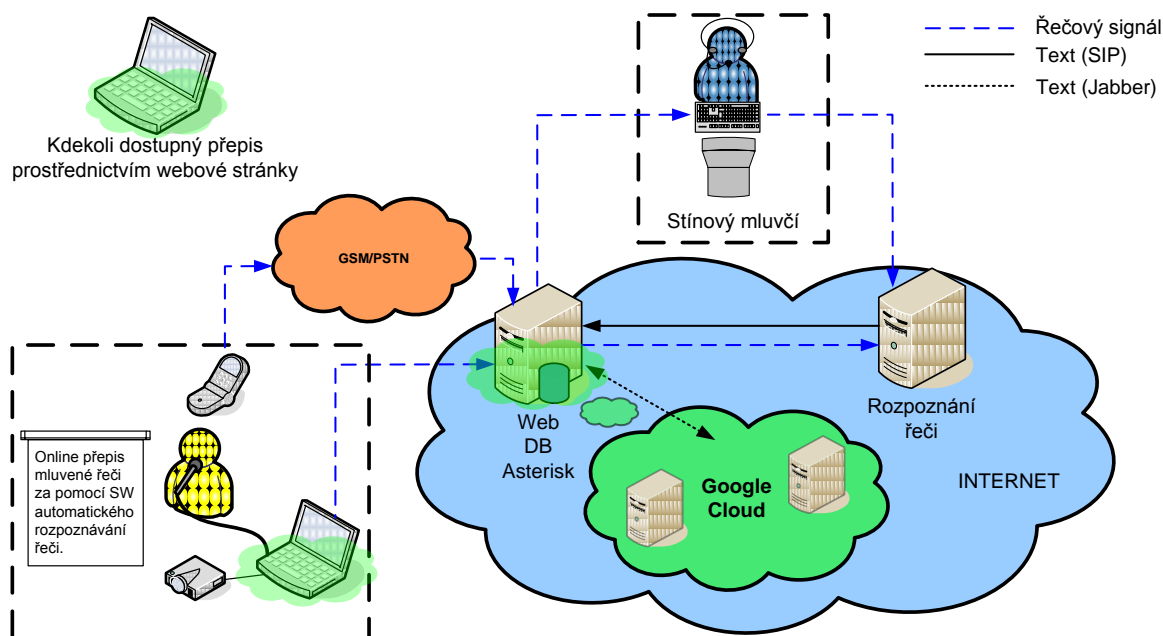 Řečový signál
Text (SIP)
Text (Jabber)
Kdekoli dostupný přepis
prostřednictvím webové stránky
Stínový mluvčí
GSM/PSTN
Web
DB
Asterisk
Rozpoznání
řeči
INTERNET
Google
Cloud
Online přepis
mluvené řeči
za pomocí SW
automatického
rozpoznávání
řeči.